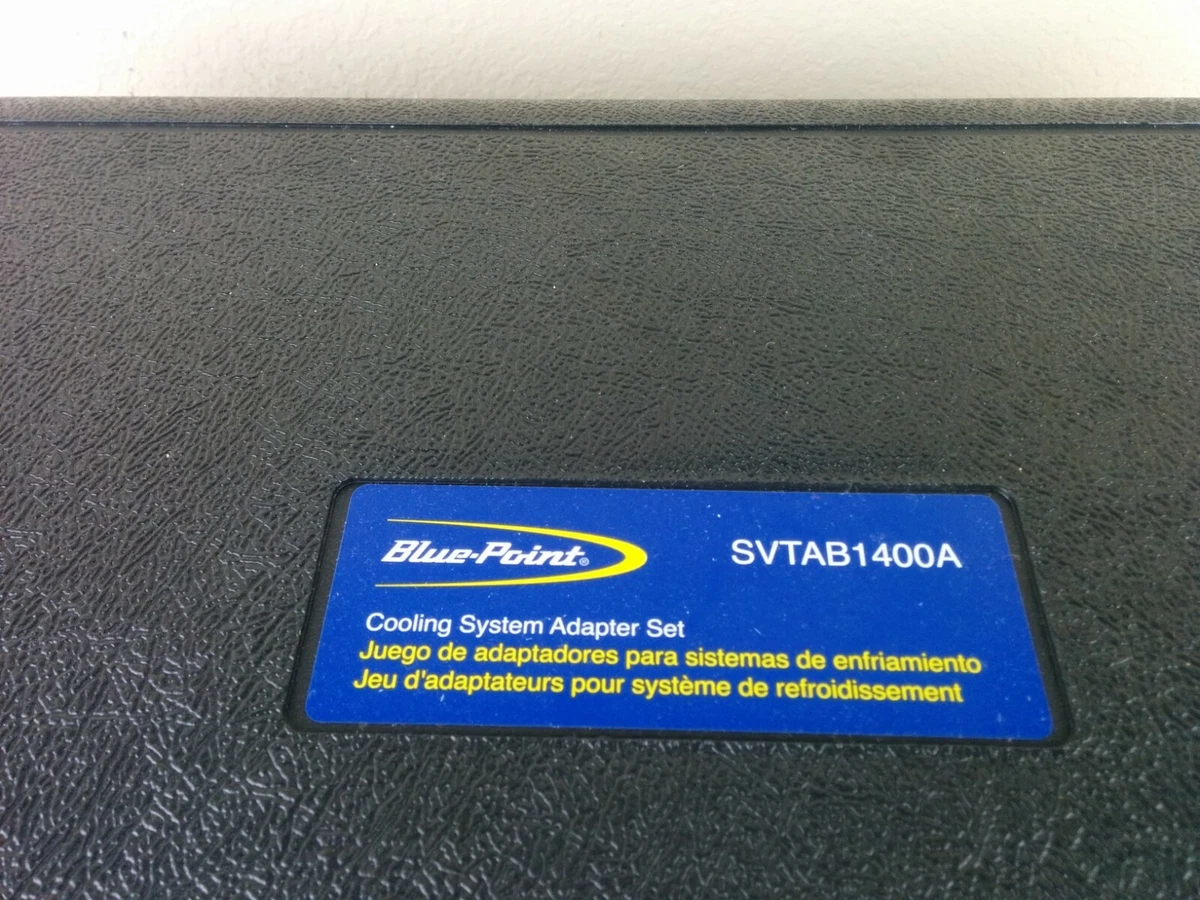 Blue-Point® SVTAB1400A
Cooling System Adapter Set
Juego de adaptadores para sistemas de enfriamiento
Jeu d'adaptateurs pour système de refroidissement